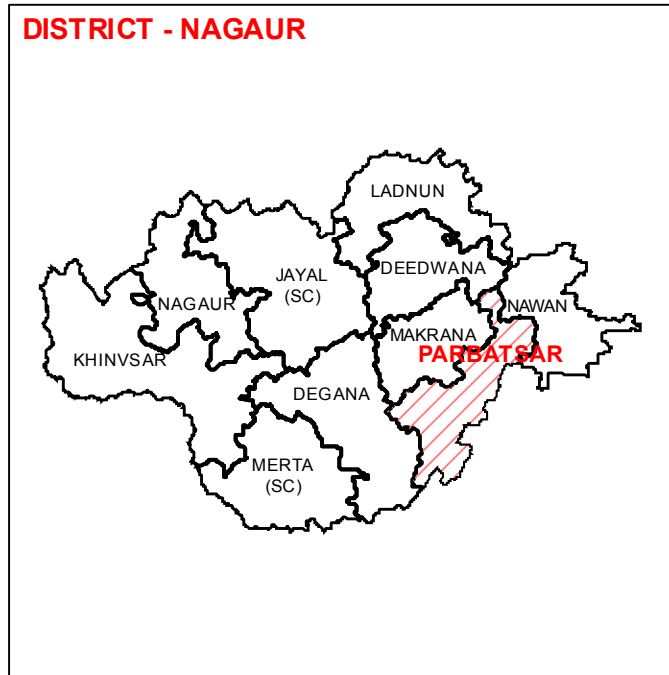 DISTRICT - NAGAUR
LADNUN
DEEDWANA
JAYAL
(SC)
NAGAUR
NAWAN
MAKRANA
PARBATSAR
KHINVSAR
DEGANA
MERTA
(SC)